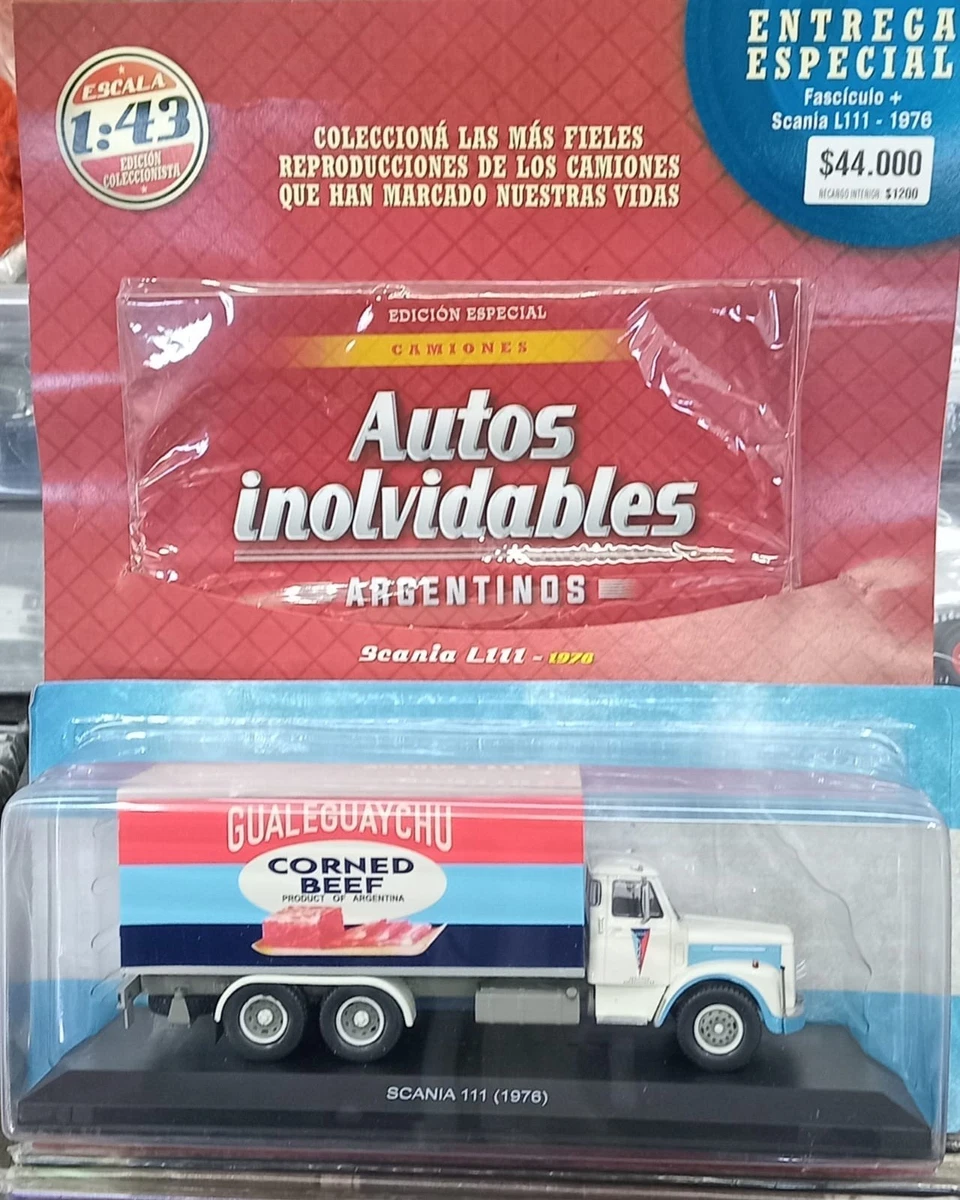 ESCALA
1:43
EDICIÓN
COLECCIONISTA
COLECCIONÁ LAS MÁS FIELES
REPRODUCCIONES DE LOS CAMIONES
QUE HAN MARCADO NUESTRAS VIDAS
ENTREGA
ESPECIAL
Fascículo +
Scania L111 - 1976
$44.000
RECARGO INTERIOR: $1200
EDICIÓN ESPECIAL
CAMIONES
Autos
inolvidables
ARGENTINOS
Scania L111 - 1976
GUALEGUAYCHU
CORNED
BEEF
PRODUCT OF ARGENTINA
SCANIA 111 (1976)